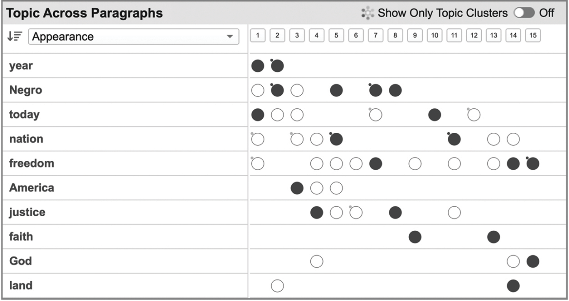 Topic Across Paragraphs Show Only Topic Clusters Off
Appearance 1 2 3 4 5 6 7 8 9 10 11 12 13 14 15
year
Negro
today
nation
freedom
America
justice
faith
God
land